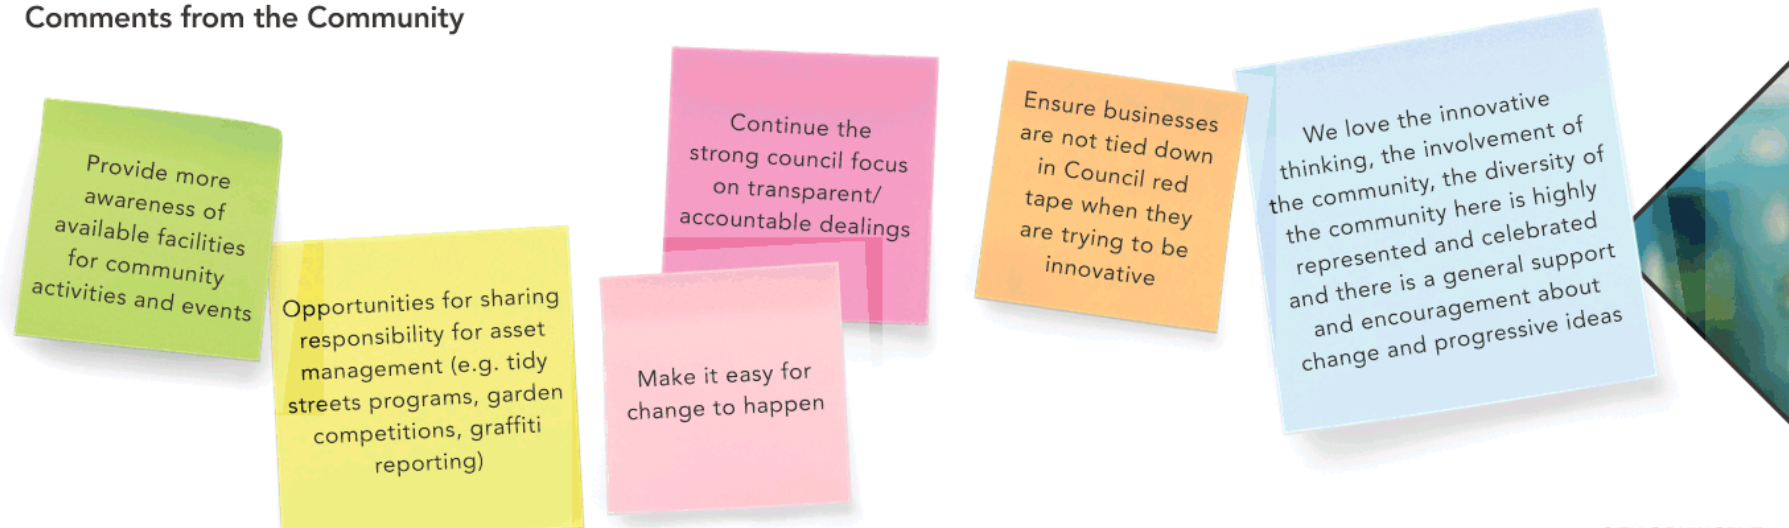 Comments from the Community
Provide more
awareness of
available facilities
for community
activities and events
Opportunities for sharing
responsibility for asset
management (e.g. tidy
streets programs, garden
competitions, graffiti
reporting)
Continue the
strong council focus
on transparent/
accountable dealings
Make it easy for
change to happen
Ensure businesses
are not tied down
in Council red
tape when they
are trying to be
innovative
We love the innovative
thinking, the involvement of
the community, the diversity of
the community here is highly
represented and celebrated
and there is a general support
and encouragement about
change and progressive ideas